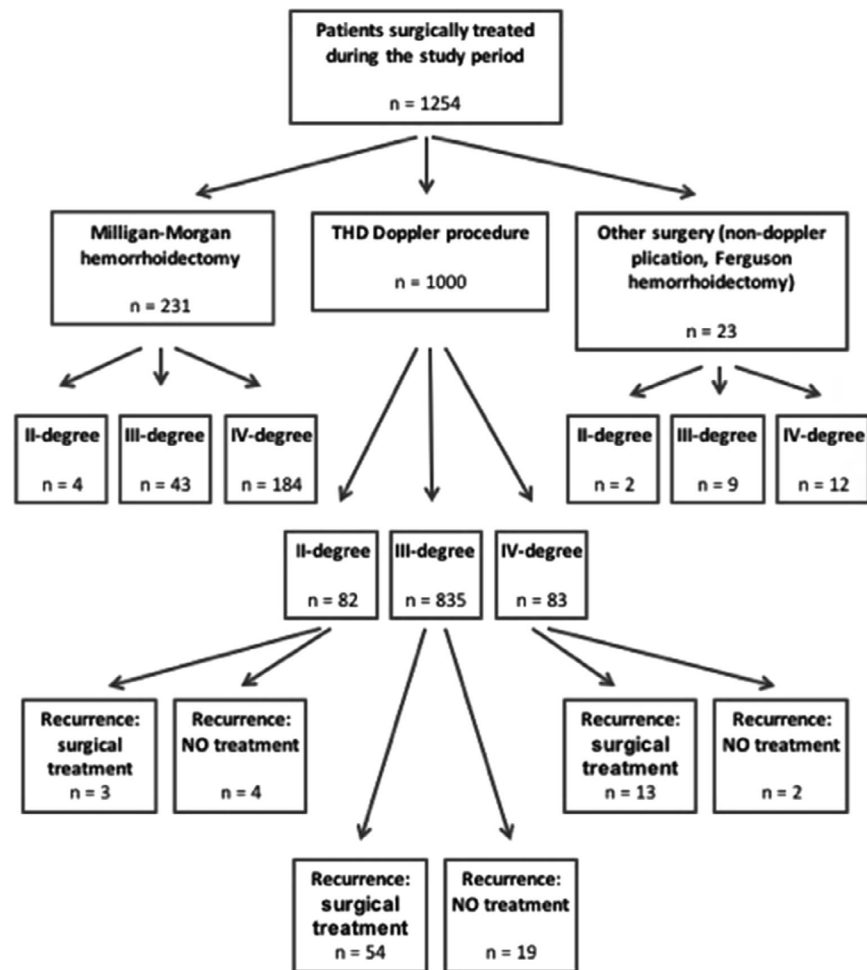 Patients surgically treated
during the study period
n = 1254
Milligan-Morgan
hemorrhoidectomy
n = 231
THD Doppler procedure
n = 1000
Other surgery (non-doppler
plication, Ferguson
hemorrhoidectomy)
n = 23
II-degree
n = 4
III-degree
n = 43
IV-degree
n = 184
II-degree
n = 2
III-degree
n = 9
IV-degree
n = 12
II-degree
n = 82
III-degree
n = 835
IV-degree
n = 83
Recurrence:
surgical
treatment
n = 3
Recurrence:
NO treatment
n = 4
Recurrence:
surgical
treatment
n = 13
Recurrence:
NO treatment
n = 2
Recurrence:
surgical
treatment
n = 54
Recurrence:
NO treatment
n = 19